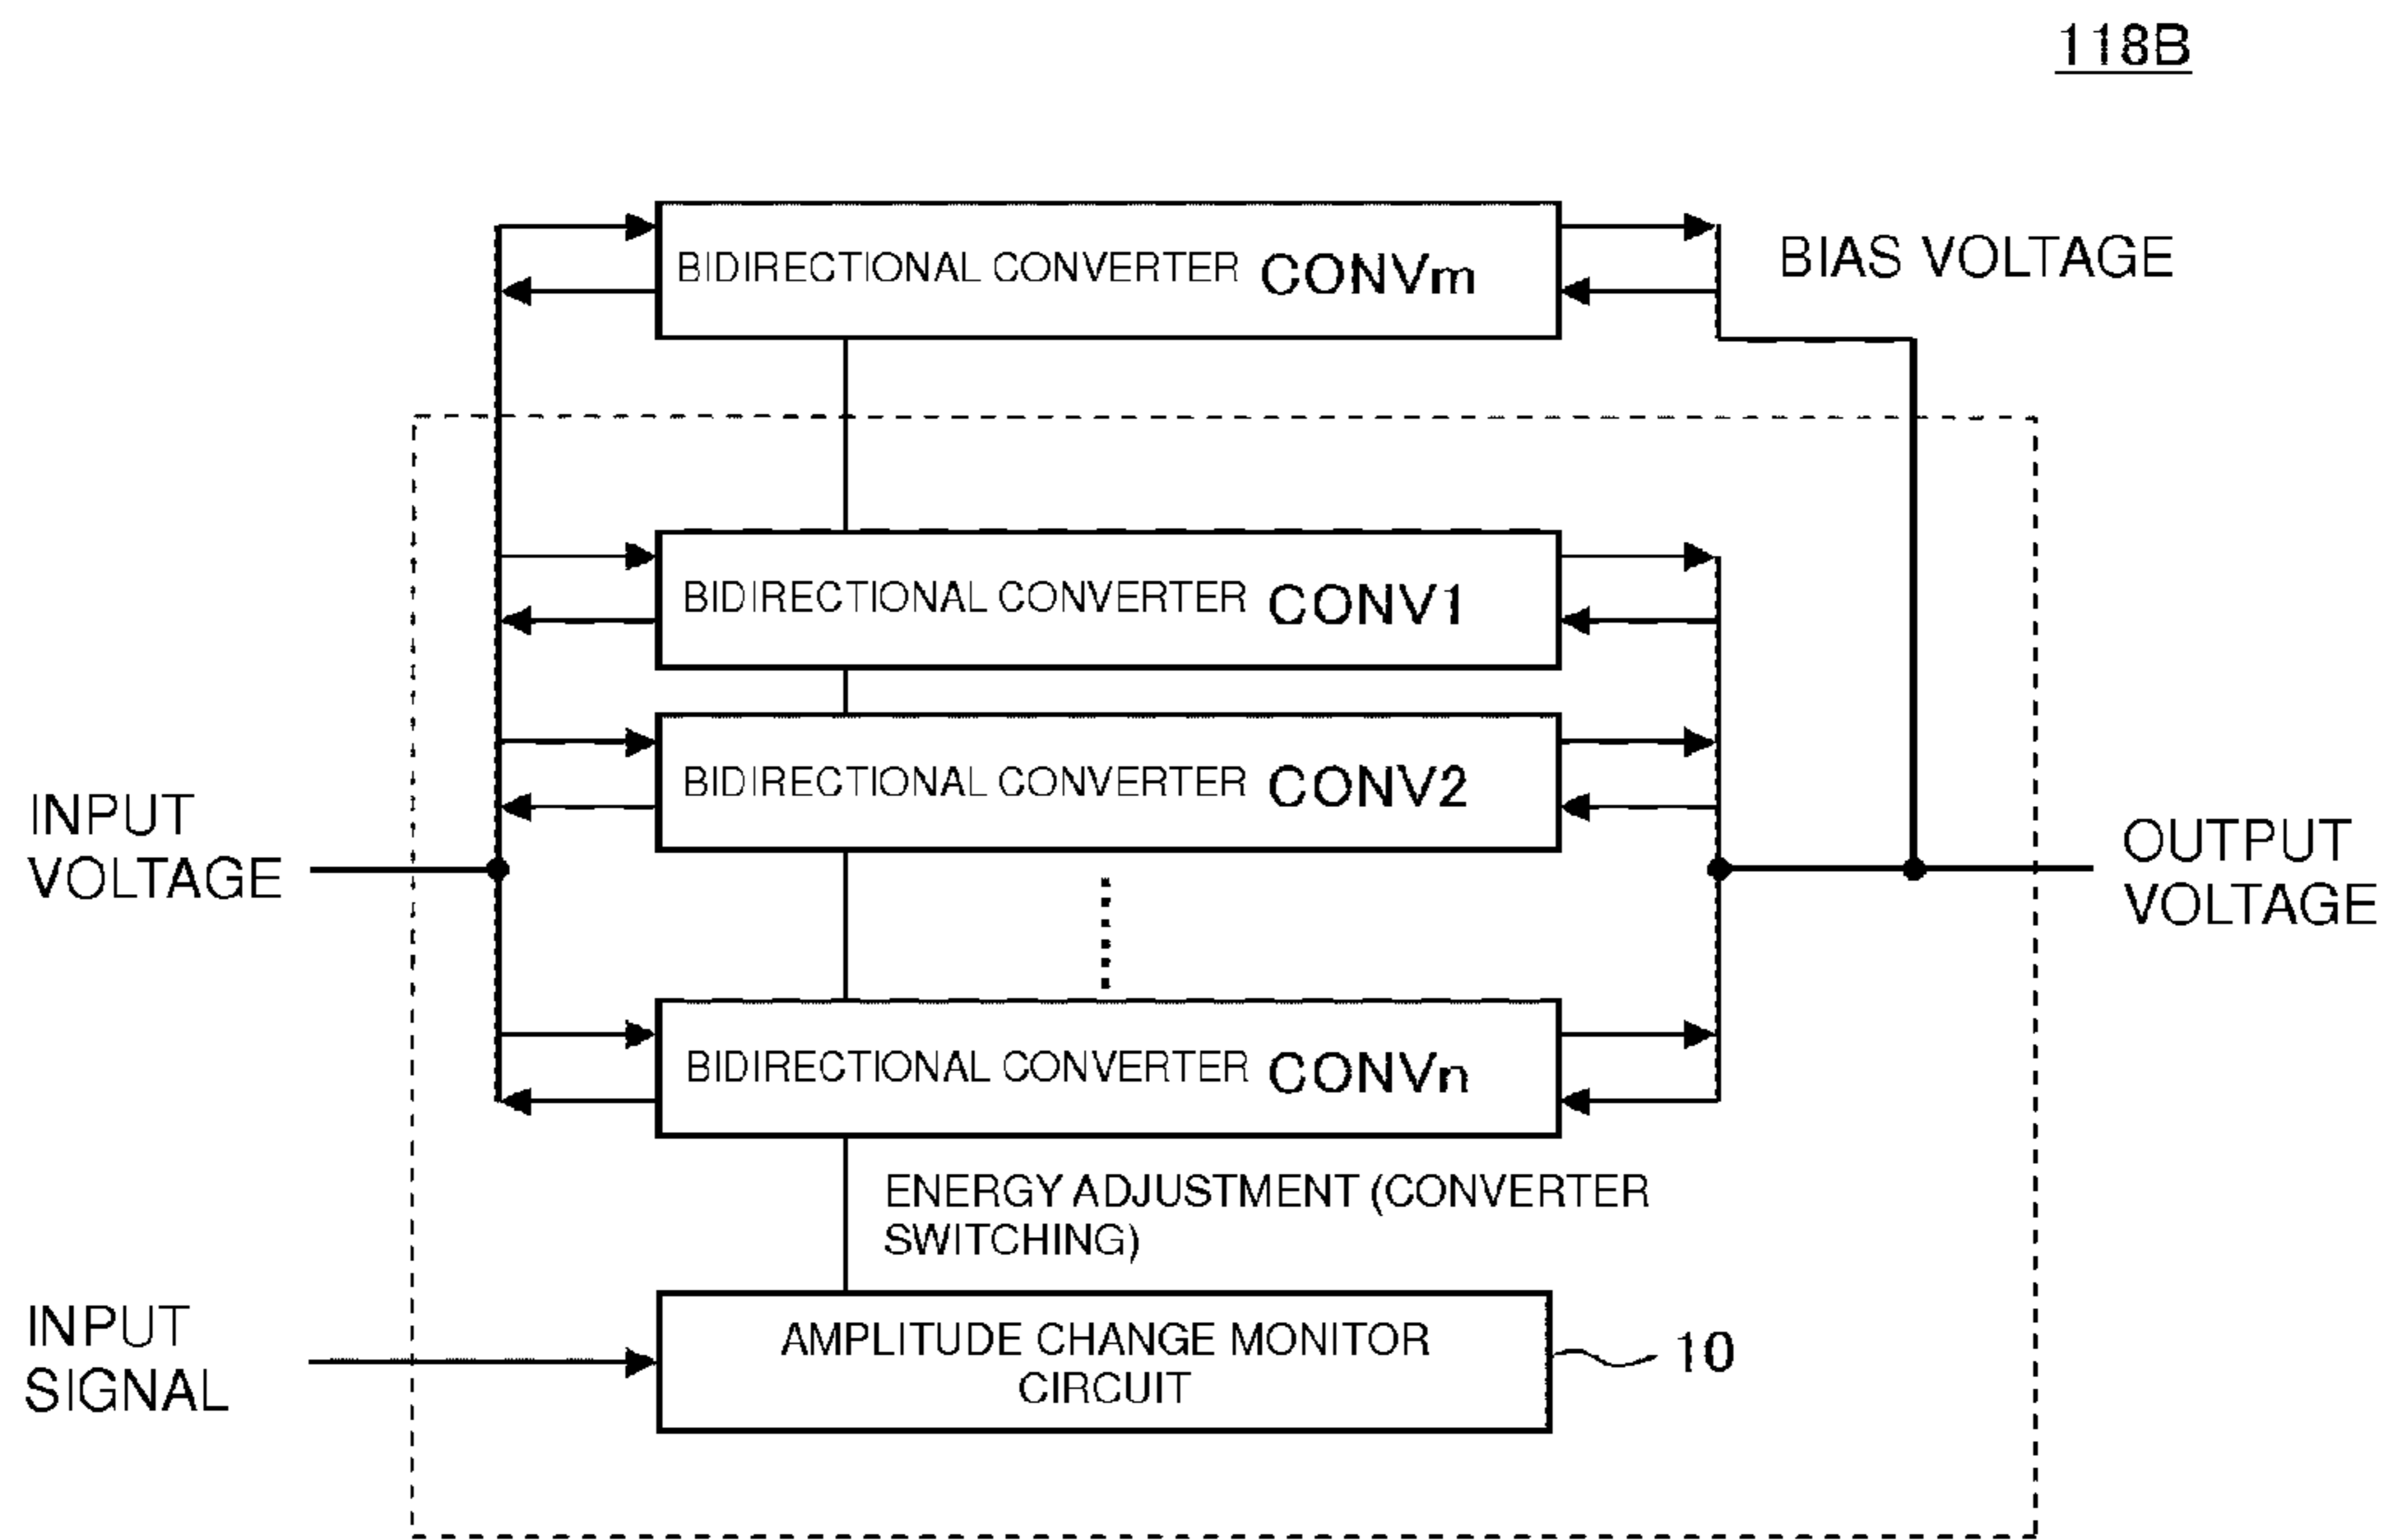 118B
BIDIRECTIONAL CONVERTER CONVm
BIAS VOLTAGE
BIDIRECTIONAL CONVERTER CONV1
BIDIRECTIONAL CONVERTER CONV2
INPUT
VOLTAGE
OUTPUT
VOLTAGE
BIDIRECTIONAL CONVERTER CONVn
ENERGY ADJUSTMENT (CONVERTER
SWITCHING)
INPUT
SIGNAL
AMPLITUDE CHANGE MONITOR
CIRCUIT
10